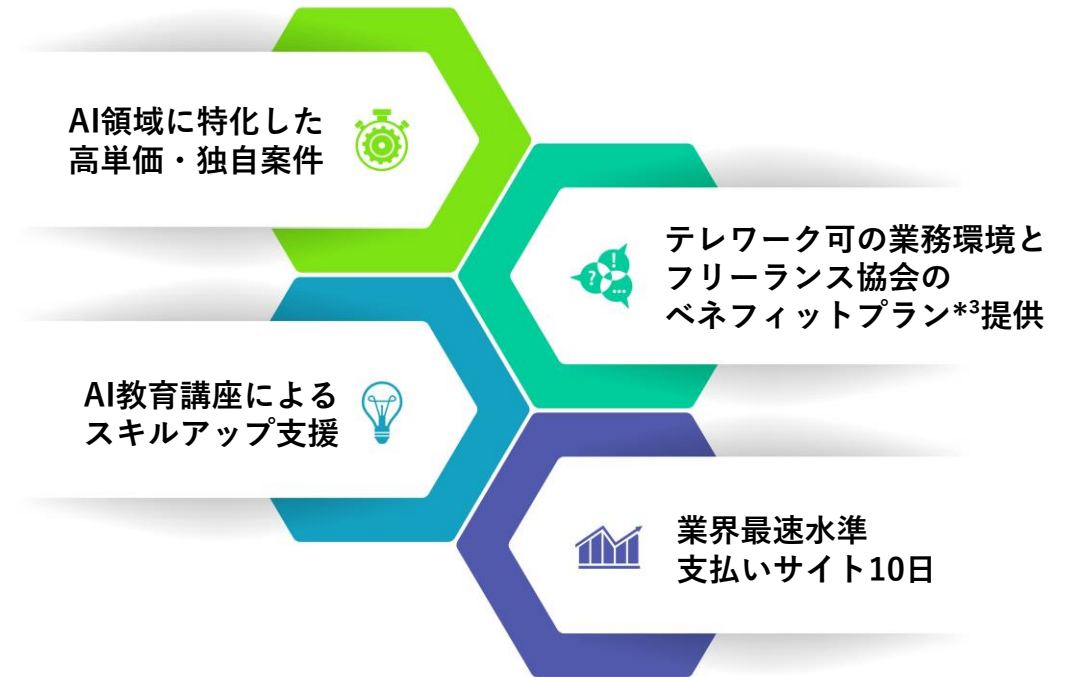 AI領域に特化した
高単価・独自案件
テレワーク可の業務環境と
フリーランス協会の
ベネフィットプラン*3提供
AI教育講座による
スキルアップ支援
業界最速水準
支払いサイト10日